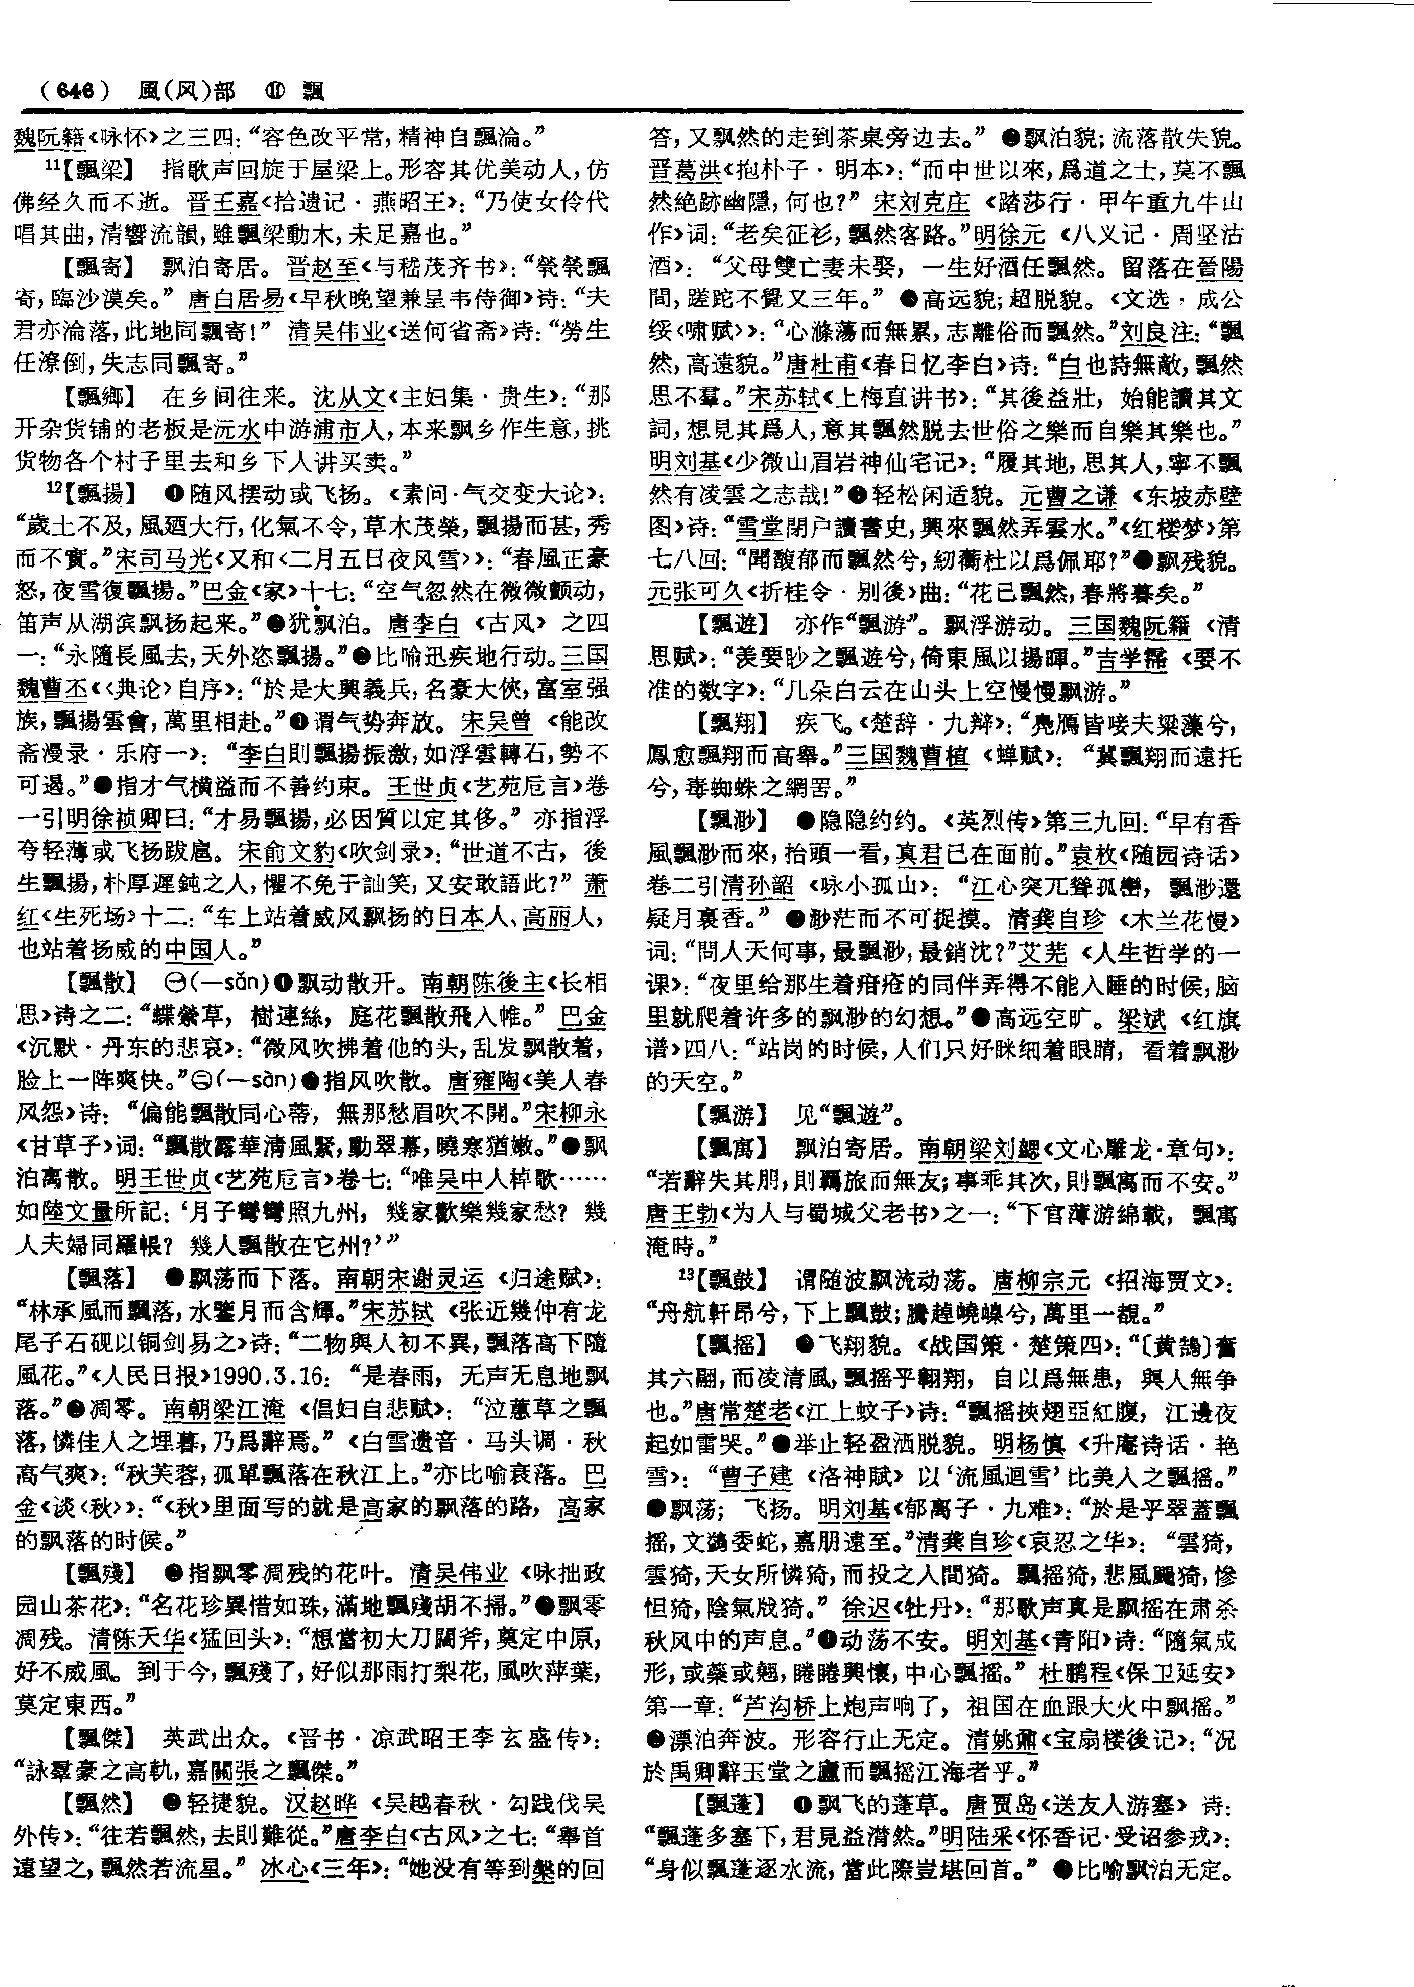 （646） 風(风)部 ⑪ 飄
魏阮籍《咏怀》之三四：“容色改平常，精神自飄淪。”
11【飄梁】 指歌声回旋于屋梁上。形容其优美动人，仿
佛经久而不逝。晋王嘉《拾遗记·燕昭王》：“乃使女伶代
唱其曲，清響流韻，雖飄梁動木，未足嘉也。”
【飄寄】 飘泊寄居。晋赵至《与嵇茂齐书》：“煢煢飄
寄，臨沙漠矣。”唐白居易《早秋晚望兼呈韦侍御》诗：“夫
君亦淪落，此地同飄寄！”清吴伟业《送何省斋》诗：“勞生
任潦倒，失志同飄寄。”
【飄鄉】 在乡间往来。沈从文《主妇集·贵生》：“那
开杂货铺的老板是沅水中游浦市人，本来飘乡作生意，挑
货物各个村子里去和乡下人讲买卖。”
12【飄揚】 ❶随风摆动或飞扬。《素问·气交变大论》：
“歲土不及，風廼大行，化氣不令，草木茂榮，飄揚而甚，秀
而不實。”宋司马光《又和〈二月五日夜风雪〉》：“春風正豪
怒，夜雪復飄揚。”巴金《家》十七：“空气忽然在微微颤动，
笛声从湖滨飘扬起来。”❷犹飘泊。唐李白《古风》之四
一：“永隨長風去，天外恣飄揚。”❸比喻迅疾地行动。三国
魏曹丕《〈典论〉自序》：“於是大興義兵，名豪大俠，富室强
族，飄揚雲會，萬里相赴。”❹谓气势奔放。宋吴曾《能改
斋漫录·乐府一》：“李白則飄揚振激，如浮雲轉石，勢不
可遏。”❺指才气横溢而不善约束。王世贞《艺苑卮言》卷
一引明徐祯卿曰：“才易飄揚，必因質以定其侈。”亦指浮
夸轻薄或飞扬跋扈。宋俞文豹《吹剑录》：“世道不古，後
生飄揚，朴厚遲鈍之人，懼不免于訕笑，又安敢語此？”萧
红《生死场》十二：“车上站着威风飘扬的日本人、高丽人，
也站着扬威的中国人。”
【飄散】 ㊀(—sǎn)❶飘动散开。南朝陈後主《长相
思》诗之二：“蝶縈草，樹連絲，庭花飄散飛入帷。”巴金
《沉默·丹东的悲哀》：“微风吹拂着他的头，乱发飘散着，
脸上一阵爽快。”㊁(—sàn)❶指风吹散。唐雍陶《美人春
风怨》诗：“偏能飄散同心蒂，無那愁眉吹不開。”宋柳永
《甘草子》词：“飄散露華清風緊，動翠幕，曉寒猶嫩。”❷飘
泊离散。明王世贞《艺苑卮言》卷七：“唯吴中人棹歌……
如陸文量所記：‘月子彎彎照九州，幾家歡樂幾家愁？幾
人夫婦同羅帳？幾人飄散在它州？’”
【飄落】 ❶飘荡而下落。南朝宋谢灵运《归途赋》：
“林承風而飄落，水鑒月而含輝。”宋苏轼《张近幾仲有龙
尾子石砚以铜剑易之》诗：“二物與人初不異，飄落高下隨
風花。”《人民日报》1990.3.16：“是春雨，无声无息地飘
落。”❷凋零。南朝梁江淹《倡妇自悲赋》：“泣蕙草之飄
落，憐佳人之埋暮，乃爲辭焉。”《白雪遗音·马头调·秋
高气爽》：“秋芙蓉，孤單飄落在秋江上。”亦比喻衰落。巴
金《谈〈秋〉》：“《秋》里面写的就是高家的飘落的路，高家
的飘落的时候。”
【飄殘】 ❶指飘零凋残的花叶。清吴伟业《咏拙政
园山茶花》：“名花珍異惜如珠，滿地飄殘胡不掃。”❷飘零
凋残。清陈天华《猛回头》：“想當初大刀闊斧，奠定中原，
好不威風。到于今，飄殘了，好似那雨打梨花，風吹萍葉，
莫定東西。”
【飄傑】 英武出众。《晋书·凉武昭王李玄盛传》：
“詠羣豪之高軌，嘉關張之飄傑。”
【飄然】 ❶轻捷貌。汉赵晔《吴越春秋·勾践伐吴
外传》：“往若飄然，去則難從。”唐李白《古风》之七：“舉首
遠望之，飄然若流星。”冰心《三年》：“她没有等到槃的回
答，又飘然的走到茶桌旁边去。”❷飘泊貌；流落散失貌。
晋葛洪《抱朴子·明本》：“而中世以來，爲道之士，莫不飄
然絶跡幽隱，何也？”宋刘克庄《踏莎行·甲午重九牛山
作》词：“老矣征衫，飄然客路。”明徐元《八义记·周坚沽
酒》：“父母雙亡妻未娶，一生好酒任飄然。留落在晉陽
間，蹉跎不覺又三年。”❸高远貌；超脱貌。《文选·成公
绥〈啸赋〉》：“心滌蕩而無累，志離俗而飄然。”刘良注：“飄
然，高遠貌。”唐杜甫《春日忆李白》诗：“白也詩無敵，飄然
思不羣。”宋苏轼《上梅直讲书》：“其後益壯，始能讀其文
詞，想見其爲人，意其飄然脱去世俗之樂而自樂其樂也。”
明刘基《少微山眉岩神仙宅记》：“履其地，思其人，寧不飄
然有凌雲之志哉！”❹轻松闲适貌。元曹之谦《东坡赤壁
图》诗：“雪堂閉户讀書史，興來飄然弄雲水。”《红楼梦》第
七八回：“聞馥郁而飄然兮，紉蘅杜以爲佩耶？”❺飘残貌。
元张可久《折桂令·别後》曲：“花已飄然，春將暮矣。”
【飄遊】 亦作“飄游”。飘浮游动。三国魏阮籍《清
思赋》：“羨要眇之飄遊兮，倚東風以揚暉。”吉学霈《要不
准的数字》：“几朵白云在山头上空慢慢飘游。”
【飄翔】 疾飞。《楚辞·九辩》：“鳧鴈皆唼夫粱藻兮，
鳳愈飄翔而高舉。”三国魏曹植《蝉赋》：“冀飄翔而遠托
兮，毒蜘蛛之網罟。”
【飄渺】 ❶隐隐约约。《英烈传》第三九回：“早有香
風飄渺而來，抬頭一看，真君已在面前。”袁枚《随园诗话》
卷二引清孙韶《咏小孤山》：“江心突兀聳孤巒，飄渺還
疑月裏香。”❷渺茫而不可捉摸。清龚自珍《木兰花慢》
词：“問人天何事，最飄渺，最銷沈？”艾芜《人生哲学的一
课》：“夜里给那生着疳疮的同伴弄得不能入睡的时候，脑
里就爬着许多的飘渺的幻想。”❸高远空旷。梁斌《红旗
谱》四八：“站岗的时候，人们只好眯细着眼睛，看着飘渺
的天空。”
【飄游】 见“飄遊”。
【飄寓】 飘泊寄居。南朝梁刘勰《文心雕龙·章句》：
“若辭失其朋，則羈旅而無友；事乖其次，則飄寓而不安。”
唐王勃《为人与蜀城父老书》之一：“下官薄游綿載，飄寓
淹時。”
13【飄鼓】 谓随波飘流动荡。唐柳宗元《招海贾文》：
“舟航軒昂兮，下上飄鼓；騰趠嶢嵲兮，萬里一覩。”
【飄摇】 ❶飞翔貌。《战国策·楚策四》：“〔黄鵠〕奮
其六翮，而凌清風，飄摇乎翱翔，自以爲無患，與人無争
也。”唐常楚老《江上蚊子》诗：“飄摇挾翅亞紅腹，江邊夜
起如雷哭。”❷举止轻盈洒脱貌。明杨慎《升庵诗话·艳
雪》：“曹子建《洛神賦》以‘流風迴雪’比美人之飄摇。”
❸飘荡；飞扬。明刘基《郁离子·九难》：“於是乎翠蓋飄
摇，文鷁委蛇，嘉朋遠至。”清龚自珍《哀忍之华》：“雲猗，
雲猗，天女所憐猗，而投之人間猗。飄摇猗，悲風颸猗，慘
怛猗，陰氣戕猗。”徐迟《牡丹》：“那歌声真是飘摇在肃杀
秋风中的声息。”❹动荡不安。明刘基《青阳》诗：“隨氣成
形，或蘖或翹，睠睠興懷，中心飄摇。”杜鹏程《保卫延安》
第一章：“芦沟桥上炮声响了，祖国在血跟大火中飘摇。”
❺漂泊奔波。形容行止无定。清姚鼐《宝扇楼後记》：“况
於禹卿辭玉堂之廬而飄摇江海者乎。”
【飄蓬】 ❶飘飞的蓬草。唐贾岛《送友人游塞》诗：
“飄蓬多塞下，君見益潸然。”明陆采《怀香记·受诏参戎》：
“身似飄蓬逐水流，當此際豈堪回首。”❷比喻飘泊无定。